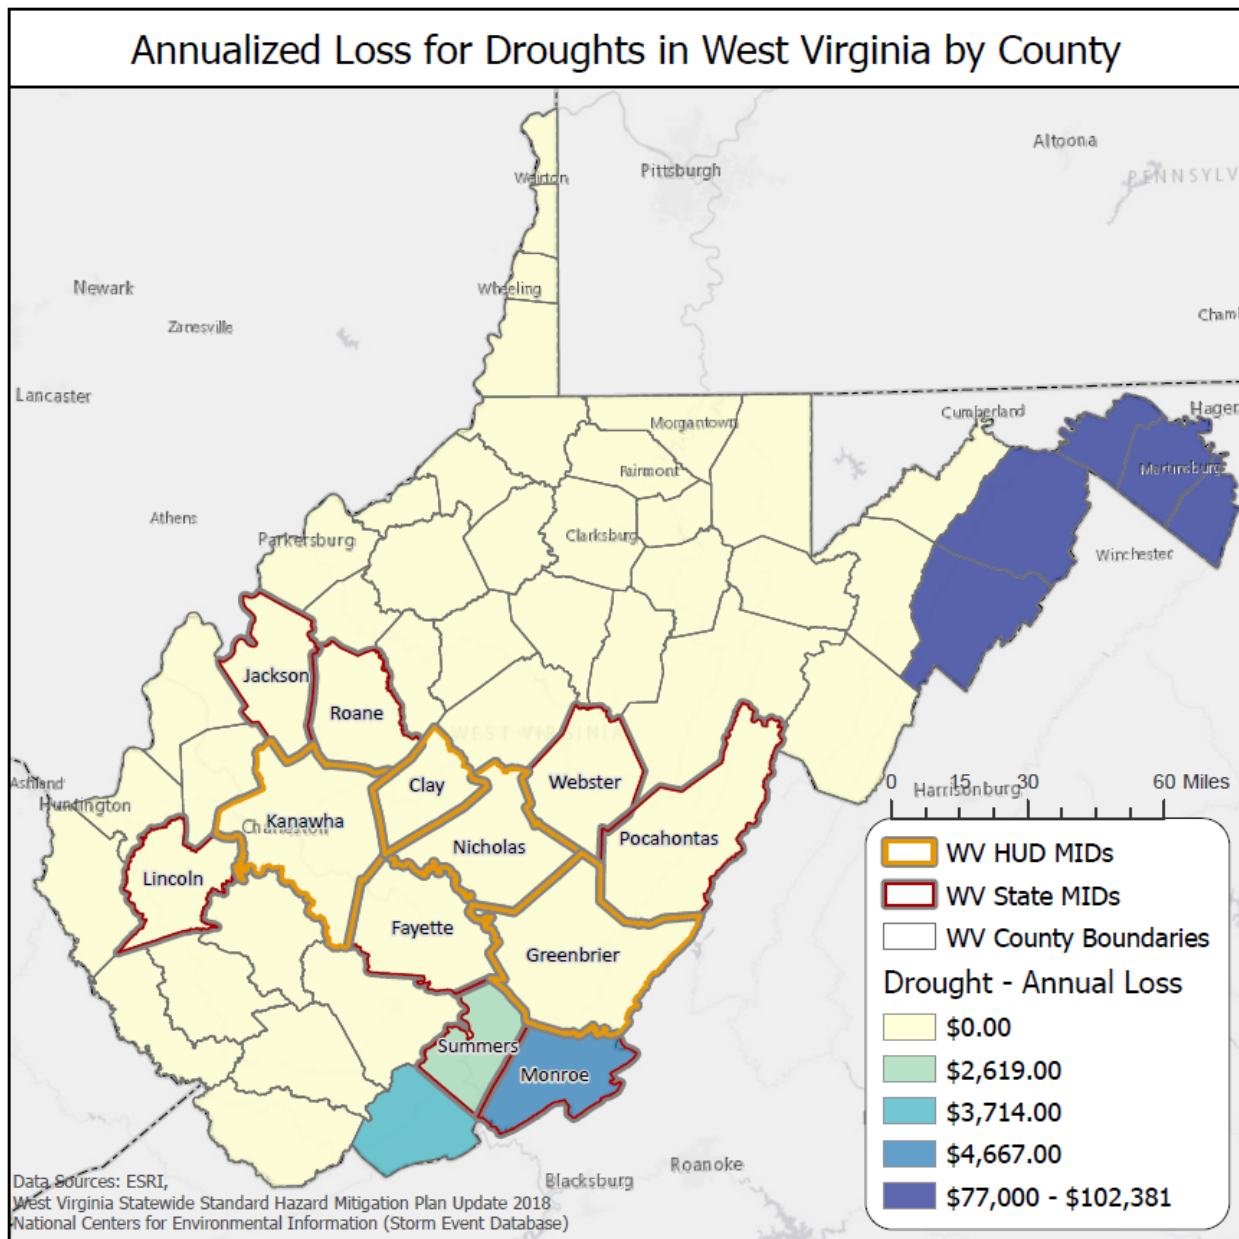 Annualized Loss for Droughts in West Virginia by County
Altoona
Pittsburgh
PENNSYLV
Weirton
Newark
Wheeling
Zanesville
Lancaster
Cumberland
Hager
Morgantown
Fairmont
Martinsburg
Athens
Parkersburg
Clarksburg
Winchester
Jackson
Roane
WEST VIRGINIA
Ashland
Huntington
Clay
Webster
Harrisonburg
Kanawha
Charleston
Nicholas
Pocahontas
Lincoln
Fayette
Greenbrier
Summers
Monroe
Roanoke
Blacksburg
0 15 30 60 Miles
WV HUD MIDs
WV State MIDs
WV County Boundaries
Drought - Annual Loss
$0.00
$2,619.00
$3,714.00
$4,667.00
$77,000 - $102,381
Data Sources: ESRI,
West Virginia Statewide Standard Hazard Mitigation Plan Update 2018
National Centers for Environmental Information (Storm Event Database)